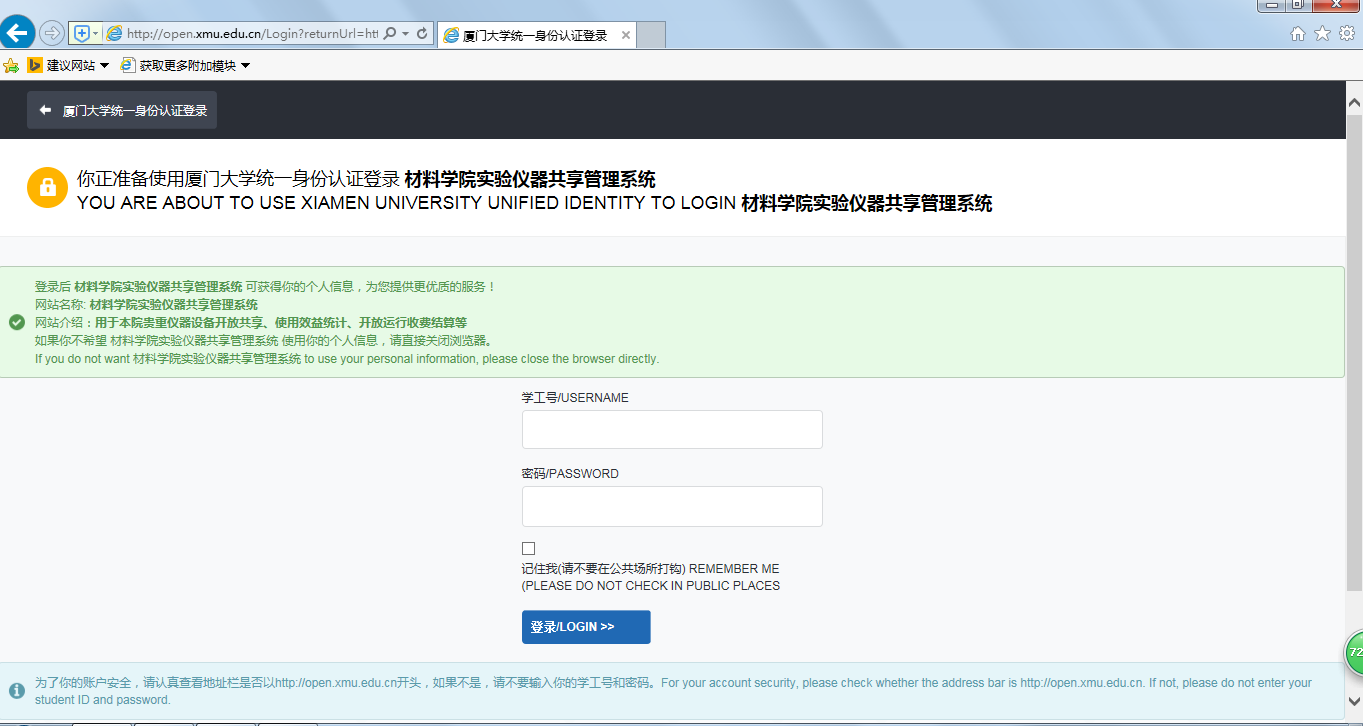 http://open.xmu.edu.cn/Login?returnUrl=htt
厦门大学统一身份认证登录
建议网站
获取更多附加模块
厦门大学统一身份认证登录
你正准备使用厦门大学统一身份认证登录 材料学院实验仪器共享管理系统
YOU ARE ABOUT TO USE XIAMEN UNIVERSITY UNIFIED IDENTITY TO LOGIN 材料学院实验仪器共享管理系统
登录后 材料学院实验仪器共享管理系统 可获得你的个人信息，为您提供更优质的服务！
网站名称: 材料学院实验仪器共享管理系统
网站介绍：用于本院贵重仪器设备开放共享、使用效益统计、开放运行收费结算等
如果你不希望 材料学院实验仪器共享管理系统 使用你的个人信息，请直接关闭浏览器。
If you do not want 材料学院实验仪器共享管理系统 to use your personal information, please close the browser directly.
学工号/USERNAME
密码/PASSWORD
记住我(请不要在公共场所打钩) REMEMBER ME
(PLEASE DO NOT CHECK IN PUBLIC PLACES
登录/LOGIN >>
72
为了你的账户安全，请认真查看地址栏是否以http://open.xmu.edu.cn开头，如果不是，请不要输入你的学工号和密码。For your account security, please check whether the address bar is http://open.xmu.edu.cn. If not, please do not enter your
student ID and password.